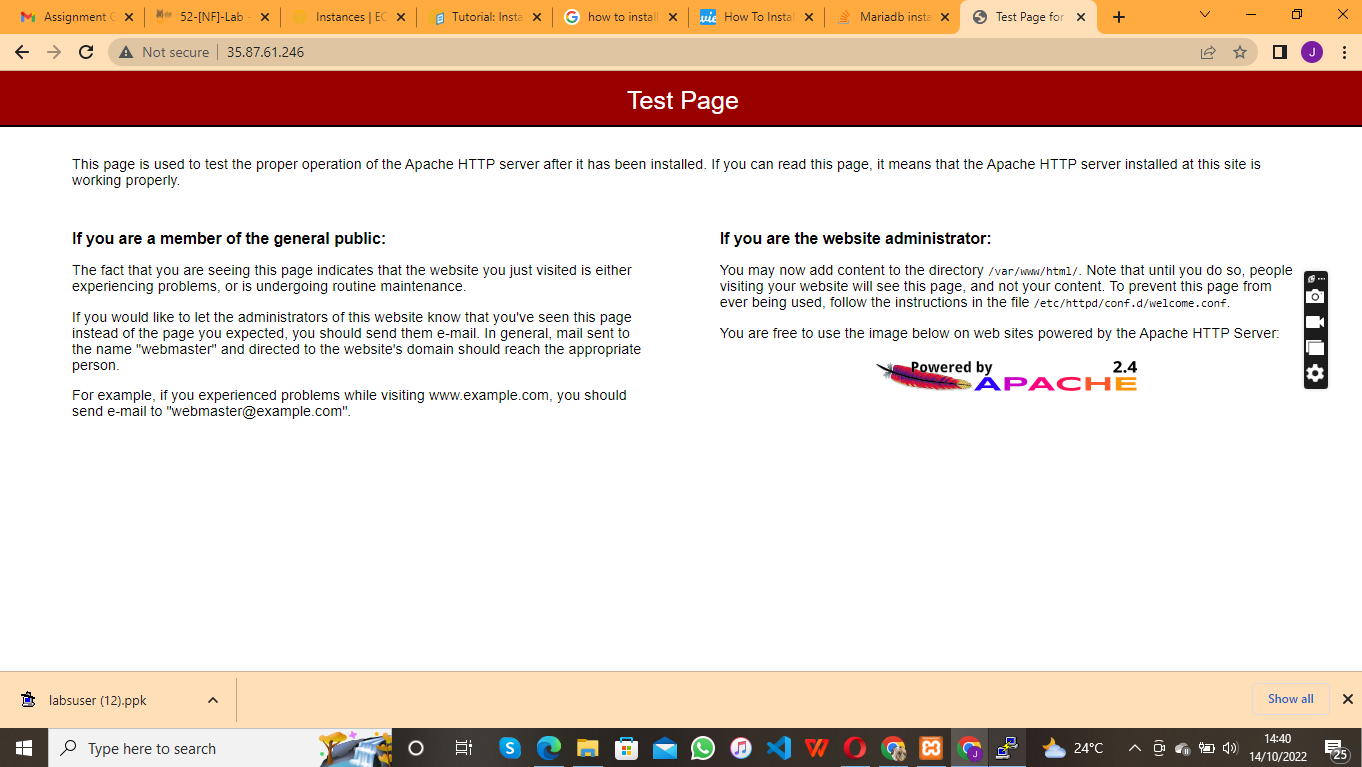 Assignment G
52-[NF]-Lab -
Instances | EC
Tutorial: Insta
how to install
How To Instal
Mariadb insta
Test Page for
Not secure
35.87.61.246
J
Test Page
This page is used to test the proper operation of the Apache HTTP server after it has been installed. If you can read this page, it means that the Apache HTTP server installed at this site is
working properly.
If you are a member of the general public:
The fact that you are seeing this page indicates that the website you just visited is either
experiencing problems, or is undergoing routine maintenance.
If you would like to let the administrators of this website know that you've seen this page
instead of the page you expected, you should send them e-mail. In general, mail sent to
the name "webmaster" and directed to the website's domain should reach the appropriate
person.
For example, if you experienced problems while visiting www.example.com, you should
send e-mail to "webmaster@example.com".
If you are the website administrator:
You may now add content to the directory /var/www/html/. Note that until you do so, people
visiting your website will see this page, and not your content. To prevent this page from
ever being used, follow the instructions in the file /etc/httpd/conf.d/welcome.conf.
You are free to use the image below on web sites powered by the Apache HTTP Server:
Powered by 2.4
APACHE
labsuser (12).ppk
Show all
Type here to search
24°C
14:40
14/10/2022
25